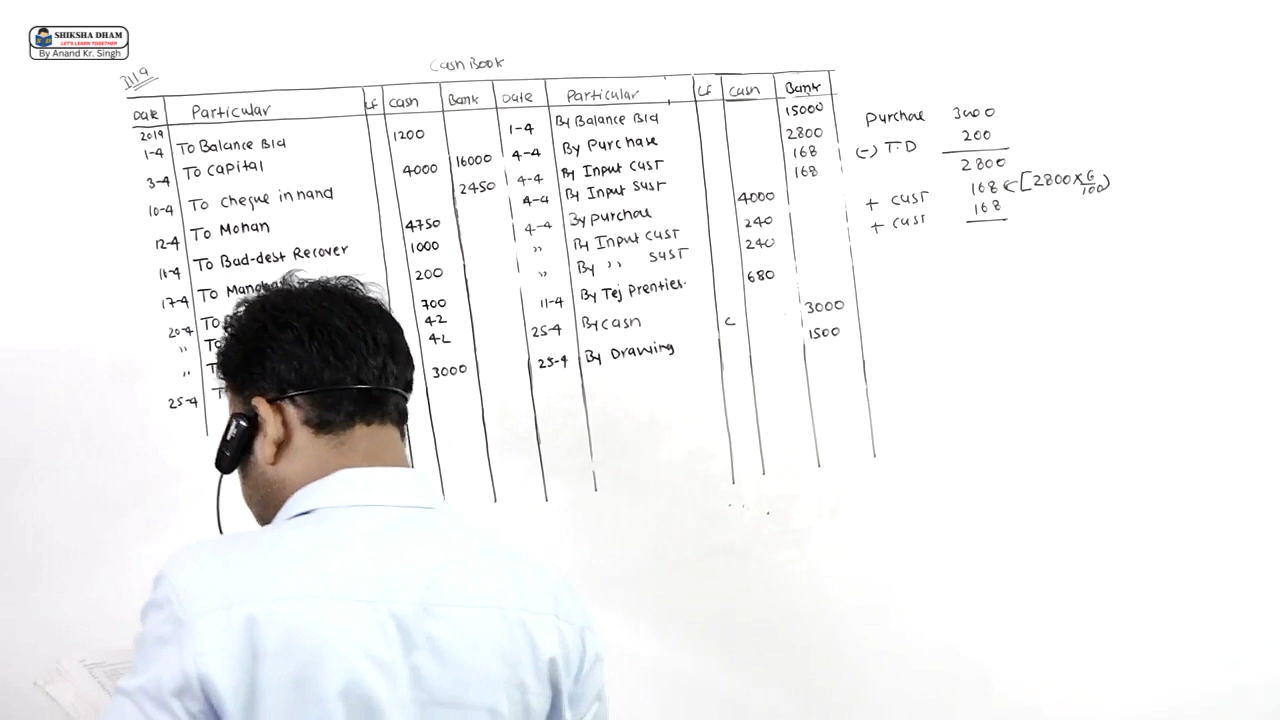 SHIKSHA DHAM
LET'S LEARN TOGETHER
By Anand Kr. Singh
Cash Book
Date Particular LF Cash Bank Date Particular LF Cash Bank
2019
1-4 To Balance B/d 1200 1-4 By Balance B/d 15000
3-4 To Capital 4000 16000 4-4 By Purchase 2800
10-4 To Cheque in hand 2450 4-4 By Input CGST 168
12-4 To Mohan 4750 4-4 By Input SGST 168
16-4 To Bad-dest Recover 1000 4-4 By Purchase 4000
17-4 To 200 " By Input CGST 240
20-4 To 700 " By " SGST 240
" To 42 11-4 By Tej Prenties. 680
" T 42 25-4 By cash C 3000
25-4 T 3000 25-4 By Drawing 1500
Purchase 3000
(-) T.D 200
2800
+ CGST 168 [2800 x 6/100)
+ CGST 168